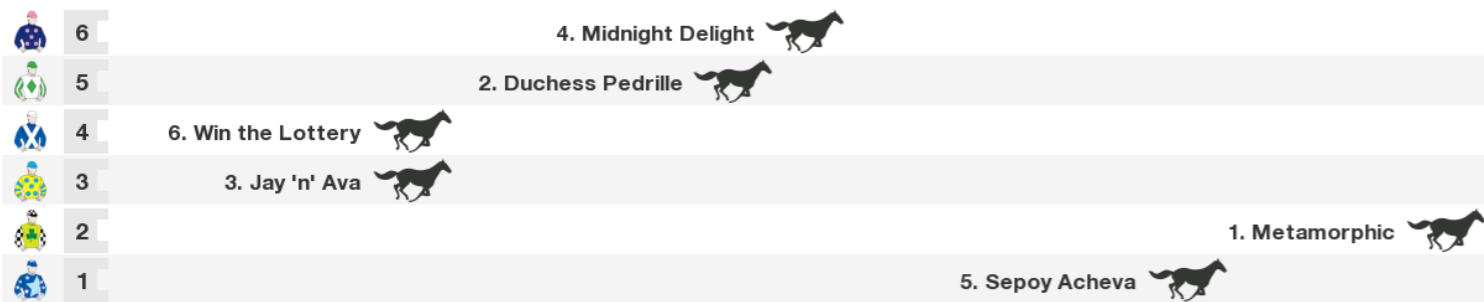 6 4. Midnight Delight
5 2. Duchess Pedrille
4 6. Win the Lottery
3 3. Jay 'n' Ava
2 1. Metamorphic
1 5. Sepoy Acheva